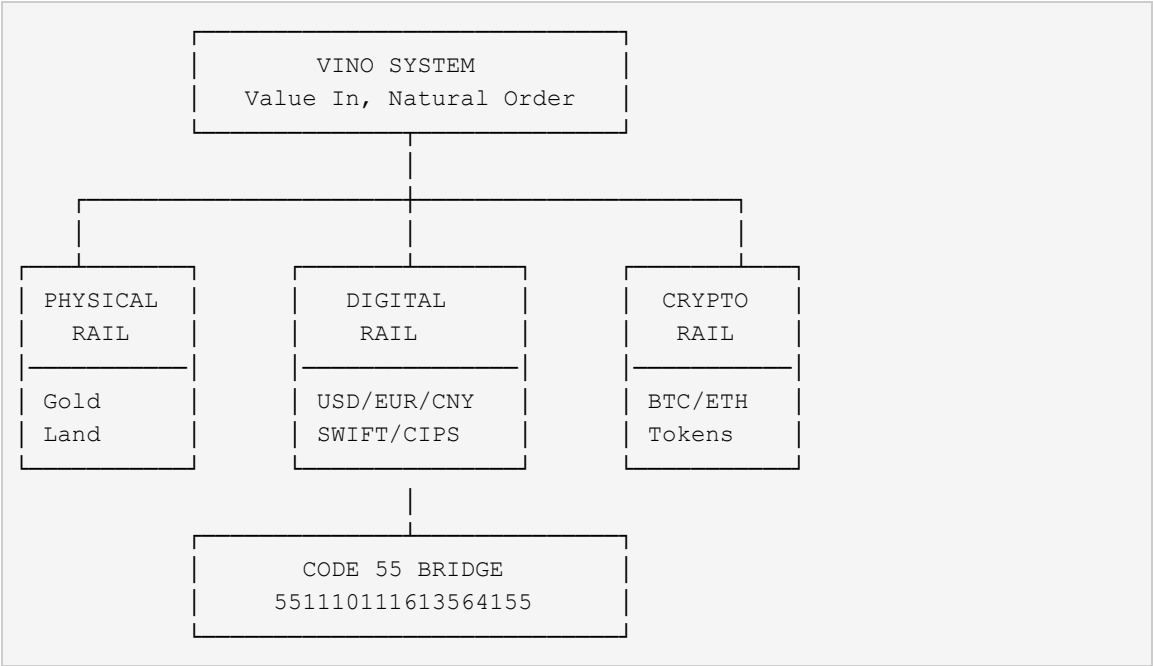 VINO SYSTEM
Value In, Natural Order
PHYSICAL RAIL
DIGITAL RAIL
CRYPTO RAIL
Gold
Land
USD/EUR/CNY
SWIFT/CIPS
BTC/ETH
Tokens
CODE 55 BRIDGE
551110111613564155